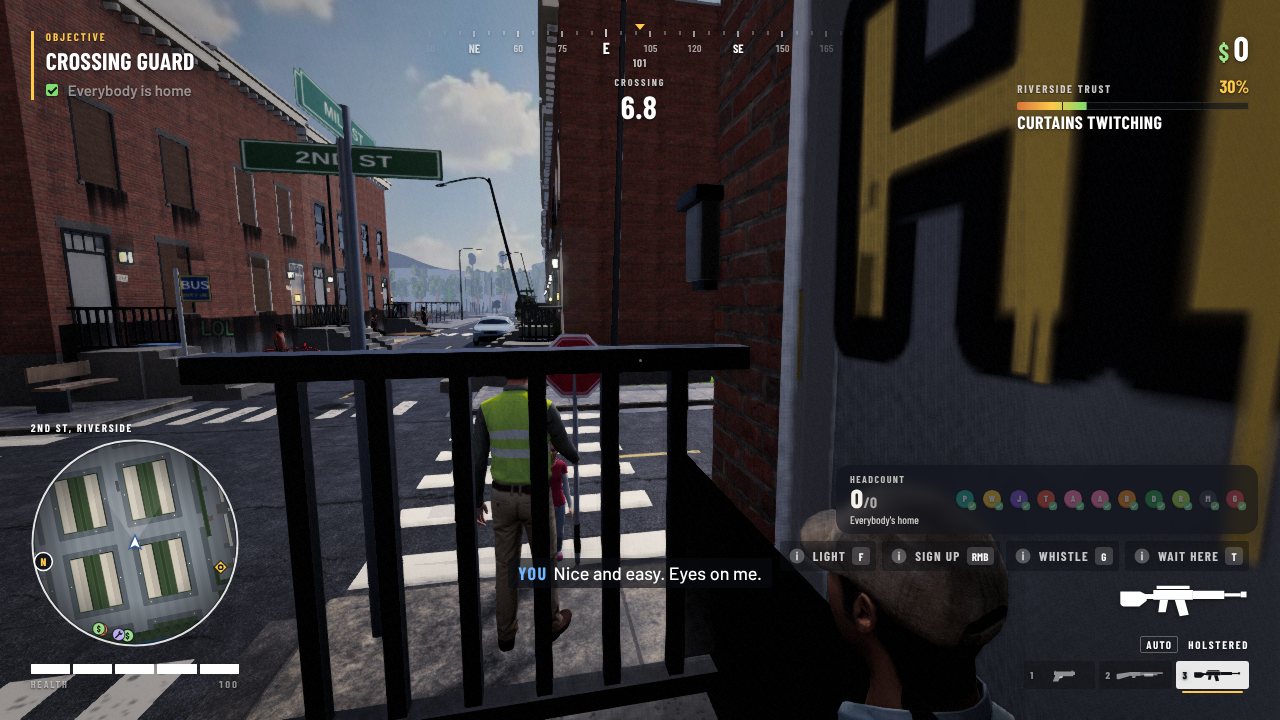 OBJECTIVE
CROSSING GUARD
Everybody is home
NE 60 75 E 105 120 SE 150 165
101
CROSSING
6.8
$0
RIVERSIDE TRUST 30%
CURTAINS TWITCHING
2ND ST
BUS
LOL
H
2ND ST, RIVERSIDE
N
$
$
HEALTH 100
HEADCOUNT
0/0
Everybody's home
P W J T A A B D R M G
LIGHT F
SIGN UP RMB
WHISTLE G
WAIT HERE T
YOU Nice and easy. Eyes on me.
AUTO HOLSTERED
1 2 3